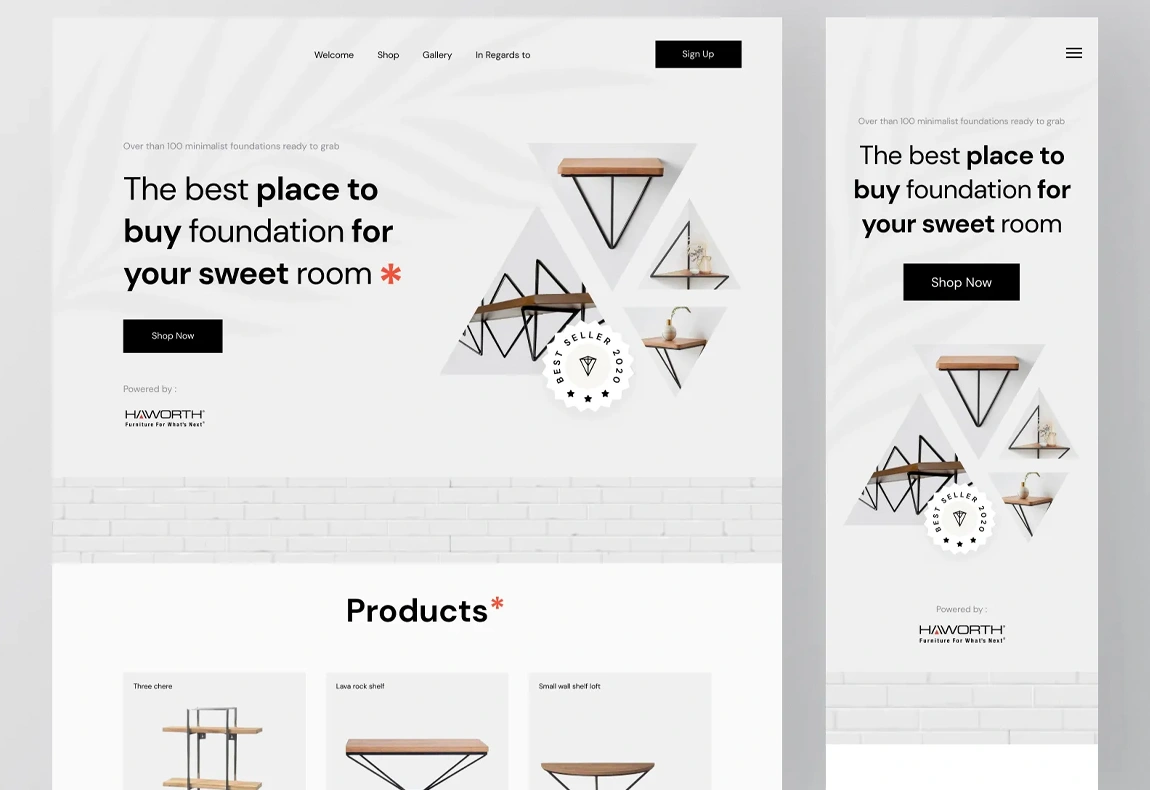 Welcome Shop Gallery In Regards to Sign Up
Over than 100 minimalist foundations ready to grab
The best place to
buy foundation for
your sweet room *
Shop Now
BEST SELLER 2020
Powered by :
HAWORTH
Furniture For What's Next
Products*
Three chere
Lava rock shelf
Small wall shelf loft
Over than 100 minimalist foundations ready to grab
The best place to
buy foundation for
your sweet room
Shop Now
BEST SELLER 2020
Powered by :
HAWORTH
Furniture For What's Next